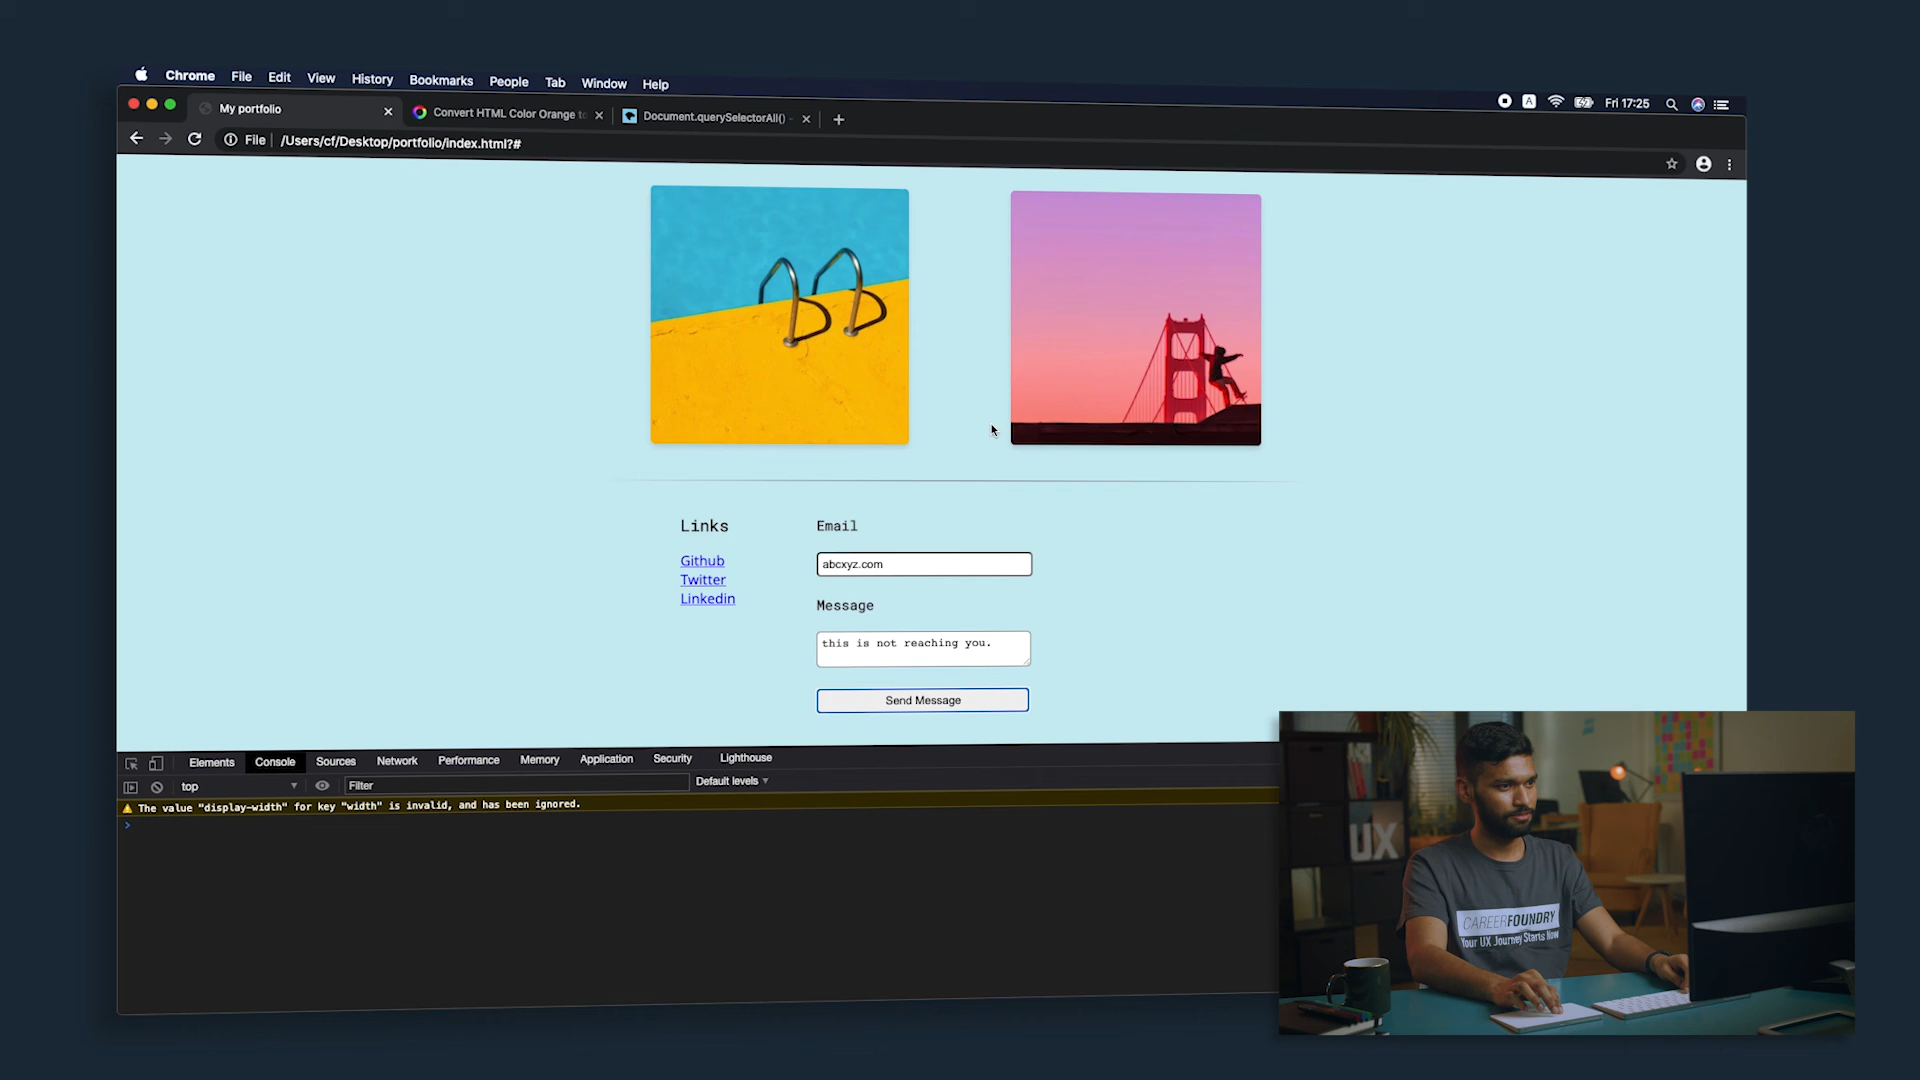 Chrome File Edit View History Bookmarks People Tab Window Help
A Fri 17:25
My portfolio
Convert HTML Color Orange to
Document.querySelectorAll() -
File /Users/cf/Desktop/portfolio/index.html?#
Links
Github
Twitter
Linkedin
Email
abcxyz.com
Message
this is not reaching you.
Send Message
Elements Console Sources Network Performance Memory Application Security Lighthouse
top Filter Default levels
The value "display-width" for key "width" is invalid, and has been ignored.
UX
CAREERFOUNDRY
Your UX Journey Starts Now